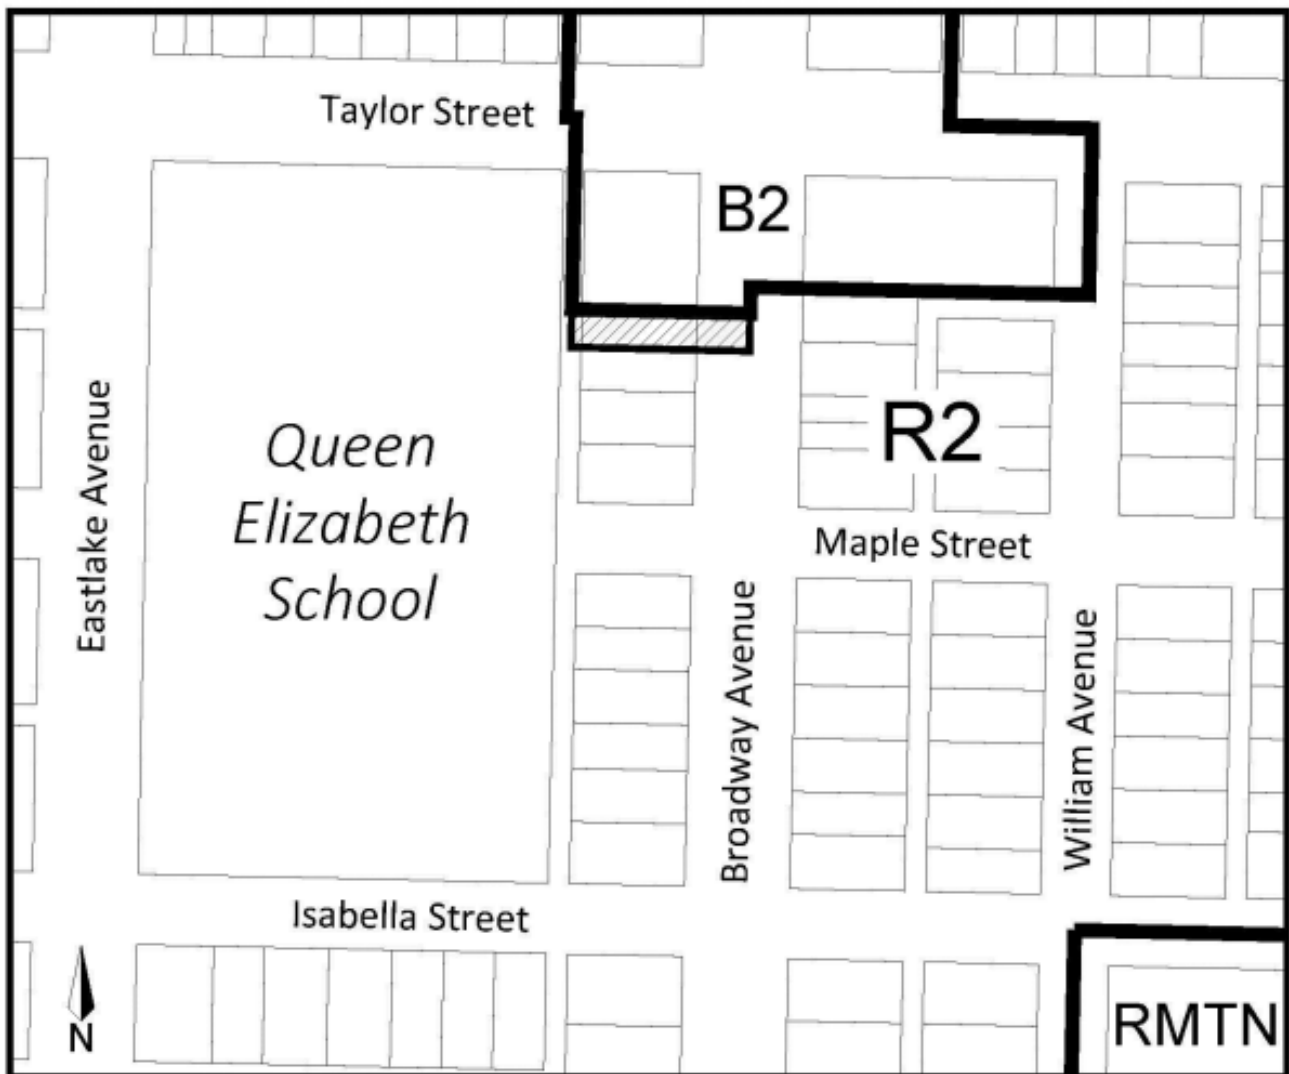 Taylor Street
B2
Eastlake Avenue
Queen
Elizabeth
School
R2
Maple Street
Broadway Avenue
William Avenue
Isabella Street
N
RMTN